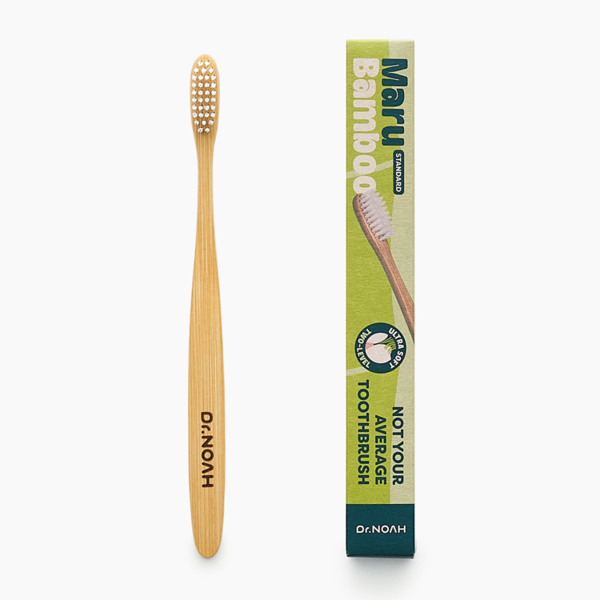 Dr.NOAH
Maru
Bamboo
STANDARD
ULTRA SOFT
TWO-LEVEL
NOT YOUR
AVERAGE
TOOTHBRUSH
Dr.NOAH